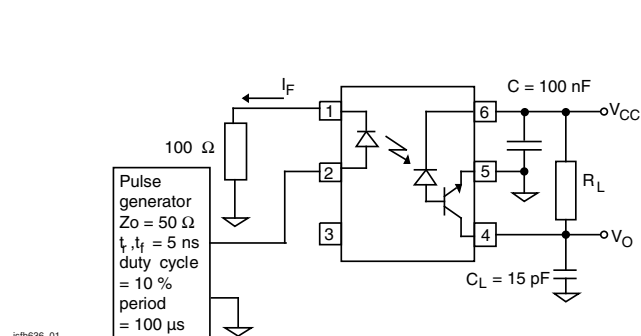 I_F
C = 100 nF
1
6
V_CC
100 Ω
Pulse
generator
Zo = 50 Ω
t_r ,t_f = 5 ns
duty cycle
= 10 %
period
= 100 µs
2
5
R_L
3
4
V_O
C_L = 15 pF